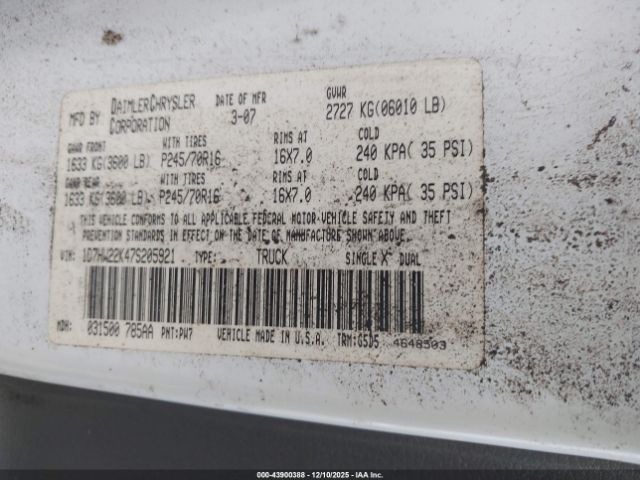 MFD BY DAIMLERCHRYSLER CORPORATION DATE OF MFR 3-07 GVWR 2727 KG(06010 LB)
GAWR FRONT WITH TIRES RIMS AT COLD
1633 KG(3600 LB) P245/70R16 16X7.0 240 KPA( 35 PSI)
GAWR REAR WITH TIRES RIMS AT COLD
1633 KG(3600 LB) P245/70R16 16X7.0 240 KPA( 35 PSI)
THIS VEHICLE CONFORMS TO ALL APPLICABLE FEDERAL MOTOR VEHICLE SAFETY AND THEFT
PREVENTION STANDARDS IN EFFECT ON THE DATE OF MANUFACTURE SHOWN ABOVE.
VIN: 1D7HW22K47S205921 TYPE: TRUCK SINGLE X DUAL
MDH: 031500 785AA PNT:PW7 VEHICLE MADE IN U.S.A. TRM:G5D5 4648503
000-43900388 - 12/10/2025 - IAAI.COM